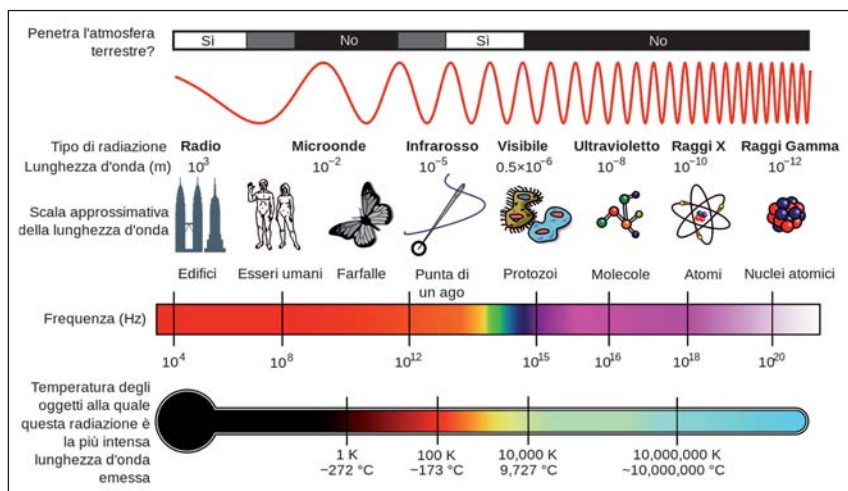 Penetra l'atmosfera
terrestre?
Sì
No
Sì
No
Tipo di radiazione
Lunghezza d'onda (m)
Radio
10³
Microonde
10⁻²
Infrarosso
10⁻⁵
Visibile
0.5×10⁻⁶
Ultravioletto
10⁻⁸
Raggi X
10⁻¹⁰
Raggi Gamma
10⁻¹²
Scala approssimativa
della lunghezza d'onda
Edifici
Esseri umani
Farfalle
Punta di
un ago
Protozoi
Molecole
Atomi
Nuclei atomici
Frequenza (Hz)
10⁴
10⁸
10¹²
10¹⁵
10¹⁶
10¹⁸
10²⁰
Temperatura degli
oggetti alla quale
questa radiazione è
la più intensa
lunghezza d'onda
emessa
1 K
−272 °C
100 K
−173 °C
10,000 K
9,727 °C
10,000,000 K
~10,000,000 °C